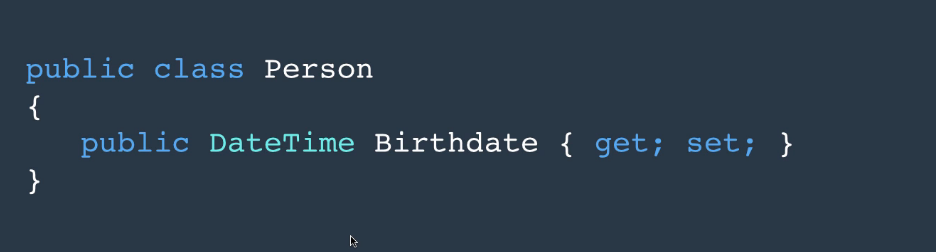 public class Person
{
public DateTime Birthdate { get; set; }
}